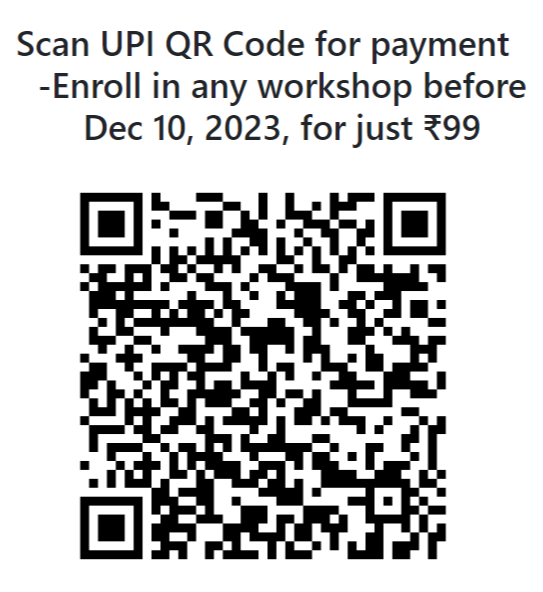 Scan UPI QR Code for payment
-Enroll in any workshop before
Dec 10, 2023, for just ₹99